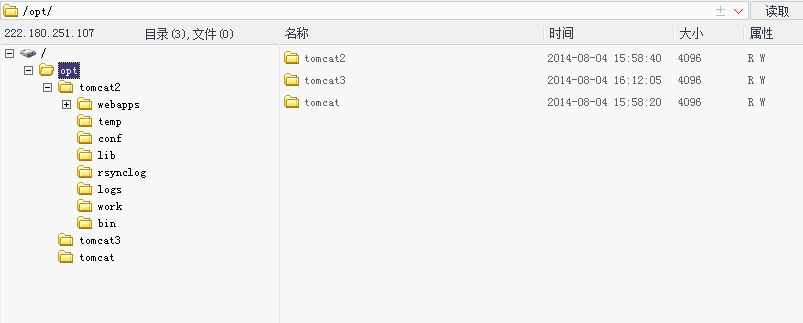 /opt/ 读取
222.180.251.107 目录(3),文件(0) 名称 时间 大小 属性
/
opt
tomcat2
webapps
temp
conf
lib
rsynclog
logs
work
bin
tomcat3
tomcat
tomcat2 2014-08-04 15:58:40 4096 R W
tomcat3 2014-08-04 16:12:05 4096 R W
tomcat 2014-08-04 15:58:20 4096 R W